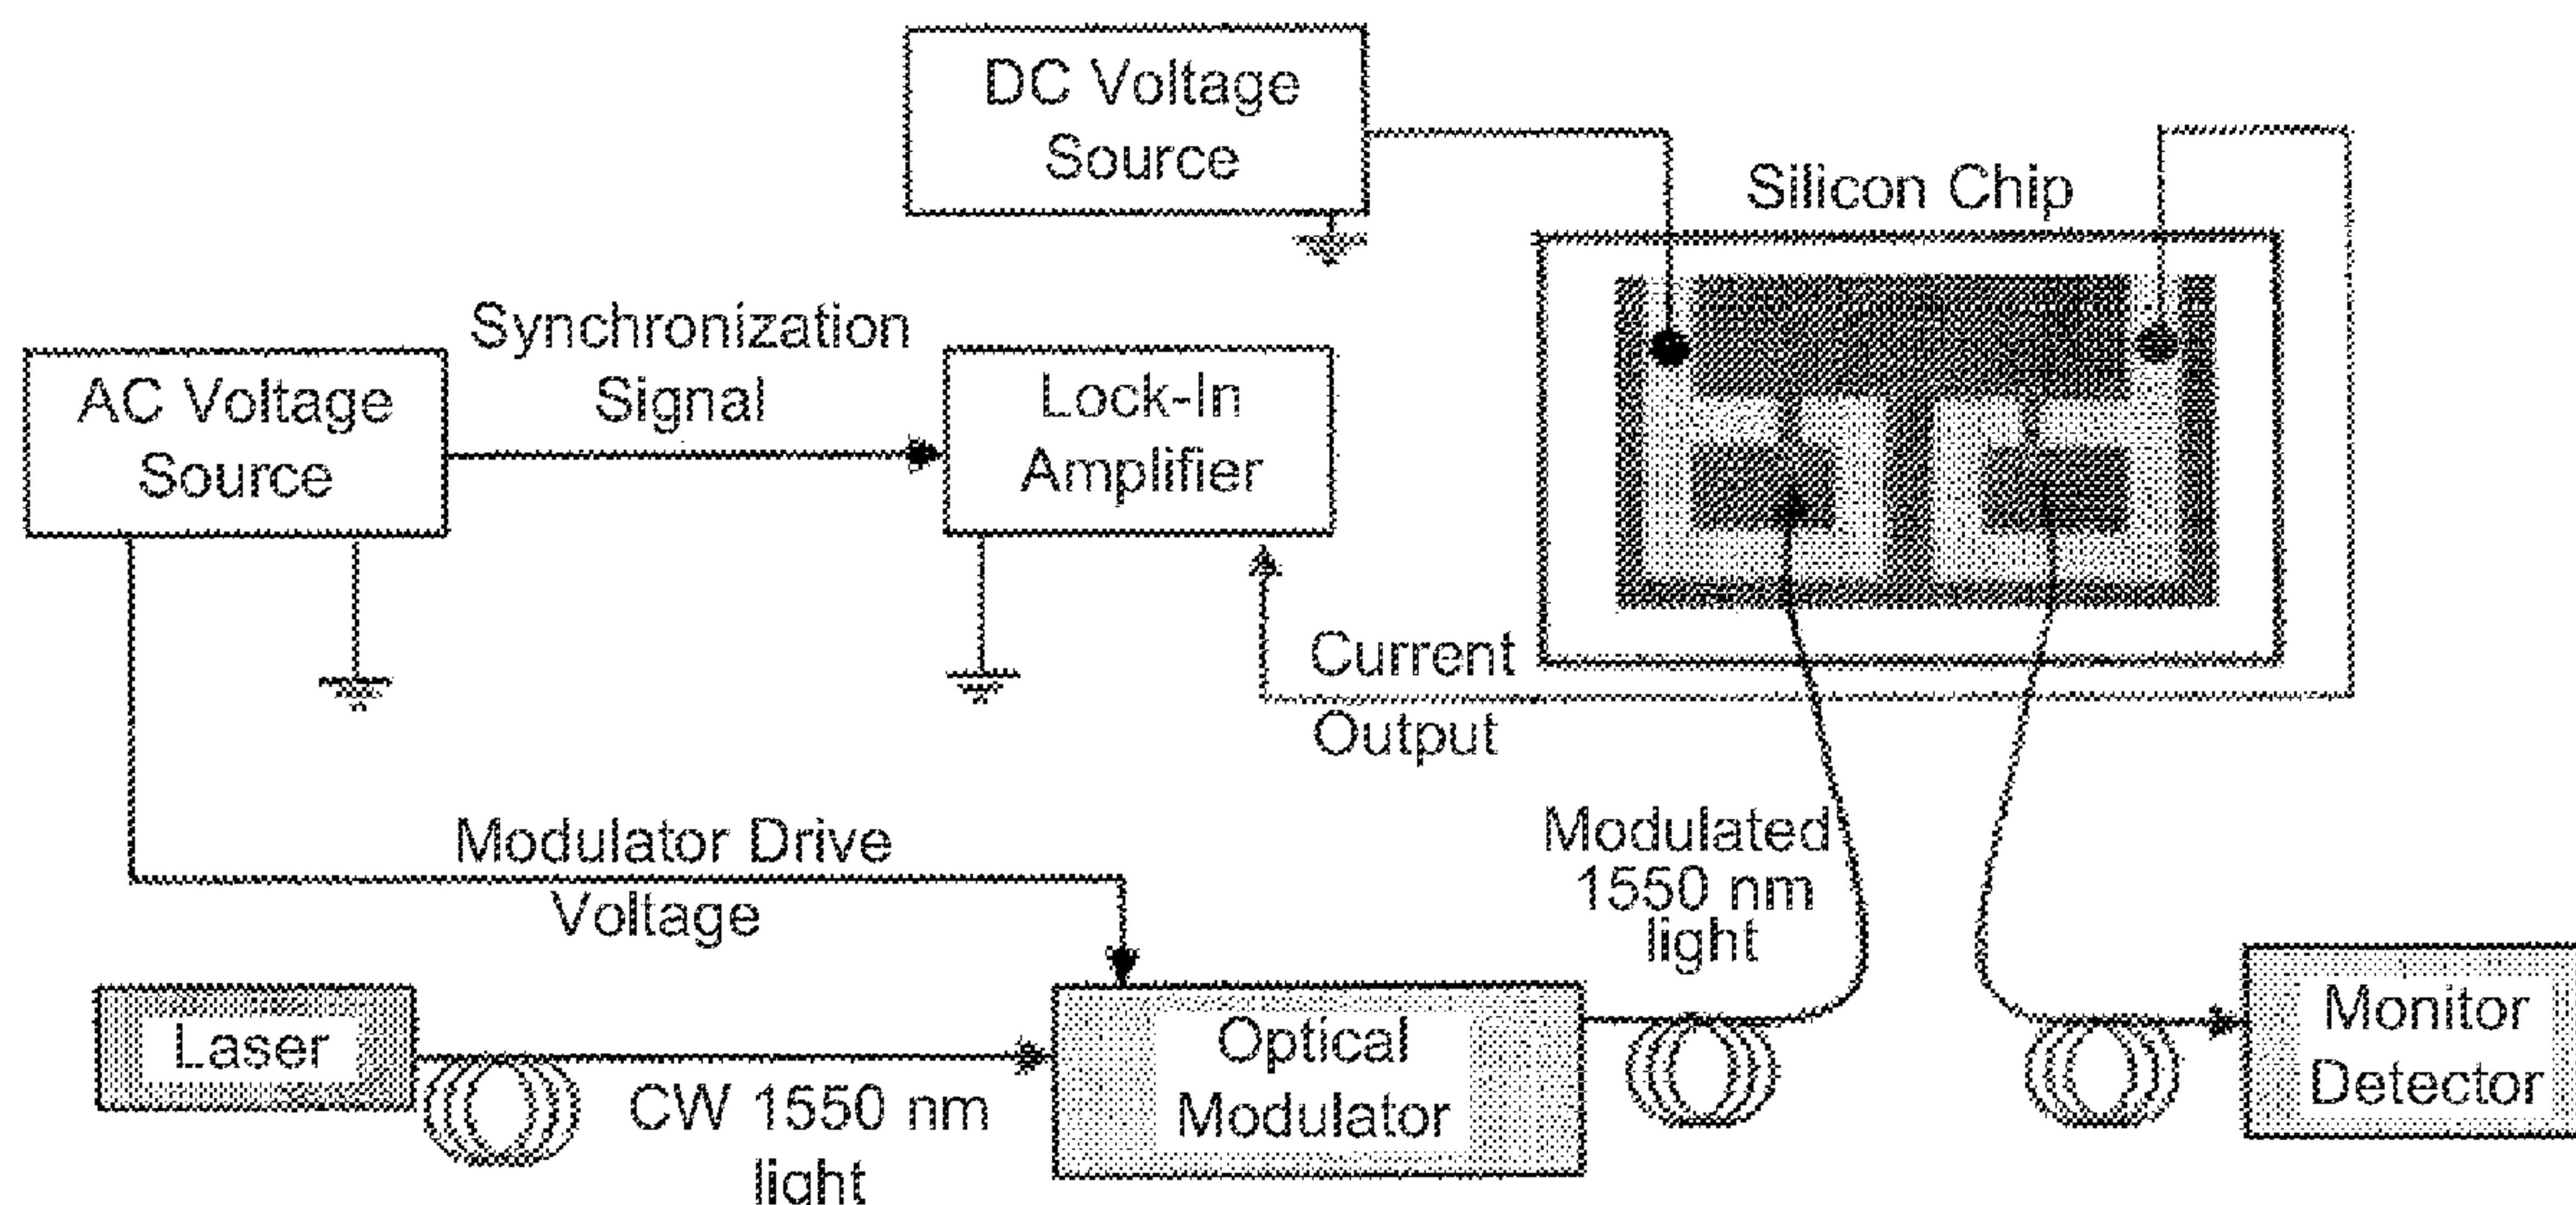 DC Voltage
Source
Silicon Chip
Synchronization
Signal
AC Voltage
Source
Lock-In
Amplifier
Current
Output
Modulator Drive
Voltage
Modulated
1550 nm
light
Laser
CW 1550 nm
light
Optical
Modulator
Monitor
Detector